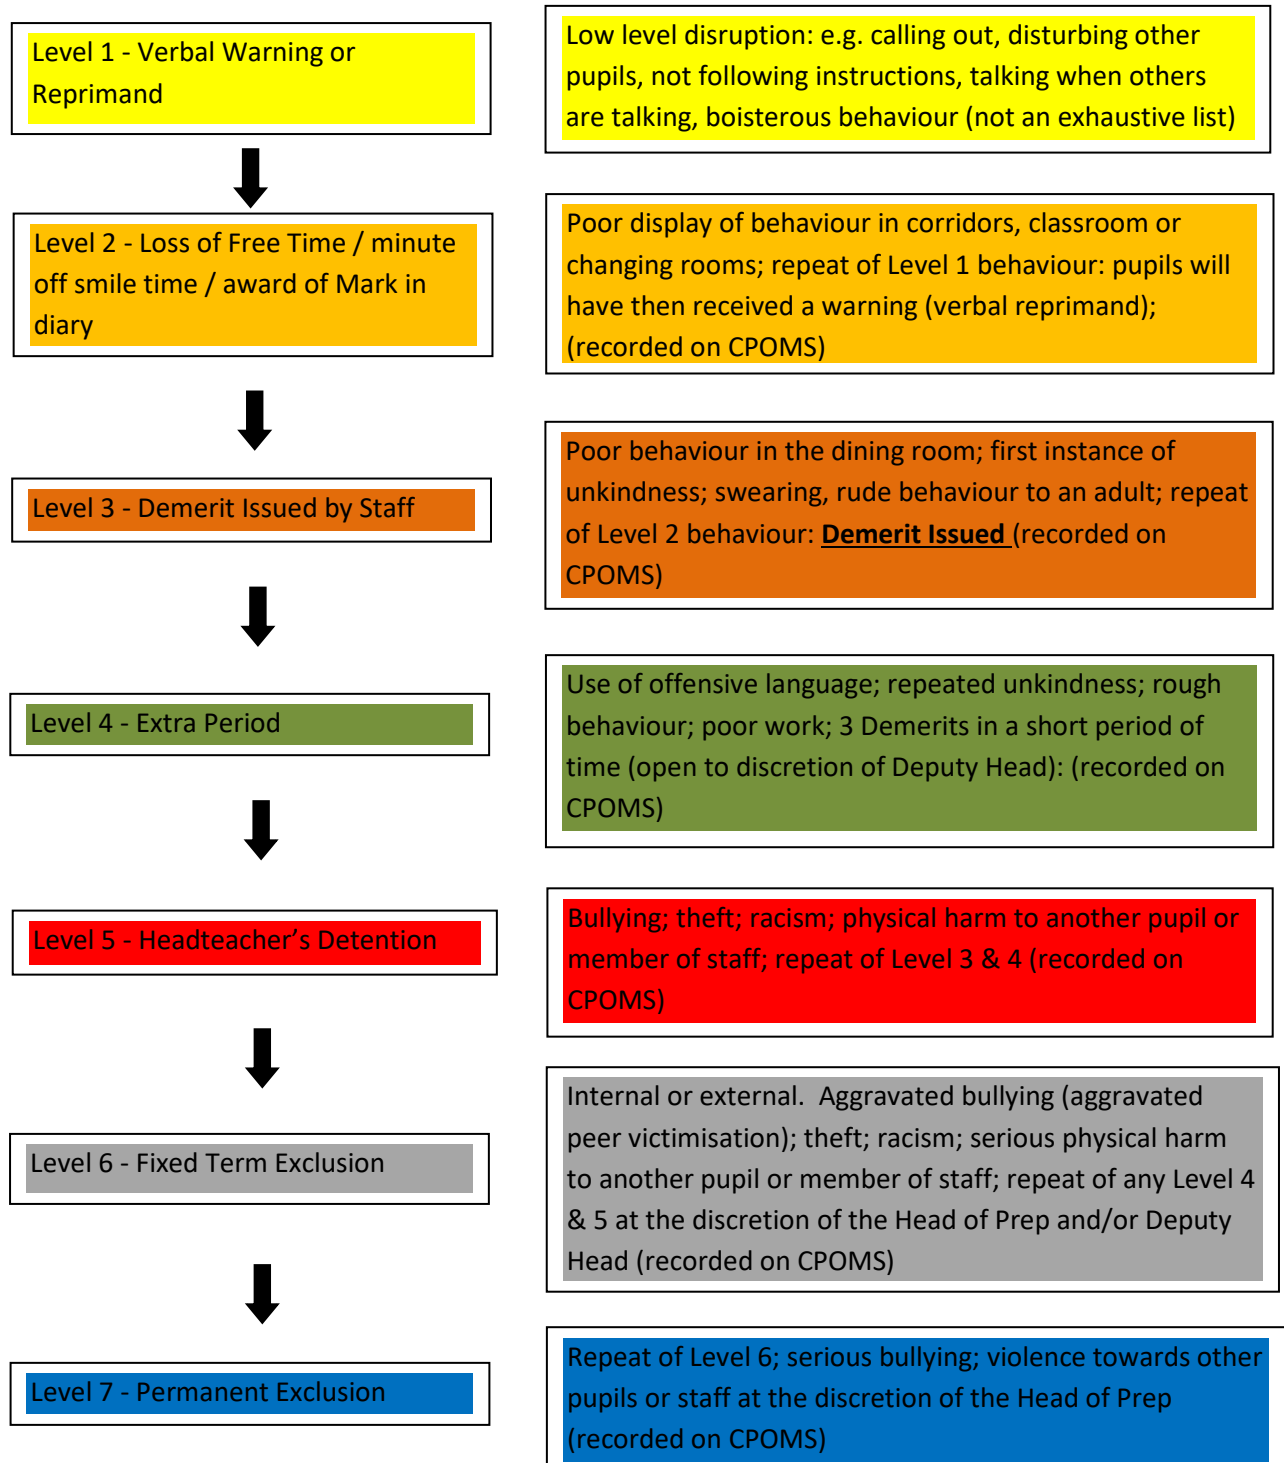 Level 1 - Verbal Warning or
Reprimand
Low level disruption: e.g. calling out, disturbing other
pupils, not following instructions, talking when others
are talking, boisterous behaviour (not an exhaustive list)
Level 2 - Loss of Free Time / minute
off smile time / award of Mark in
diary
Poor display of behaviour in corridors, classroom or
changing rooms; repeat of Level 1 behaviour: pupils will
have then received a warning (verbal reprimand);
(recorded on CPOMS)
Level 3 - Demerit Issued by Staff
Poor behaviour in the dining room; first instance of
unkindness; swearing, rude behaviour to an adult; repeat
of Level 2 behaviour: Demerit Issued (recorded on
CPOMS)
Level 4 - Extra Period
Use of offensive language; repeated unkindness; rough
behaviour; poor work; 3 Demerits in a short period of
time (open to discretion of Deputy Head): (recorded on
CPOMS)
Level 5 - Headteacher’s Detention
Bullying; theft; racism; physical harm to another pupil or
member of staff; repeat of Level 3 & 4 (recorded on
CPOMS)
Level 6 - Fixed Term Exclusion
Internal or external. Aggravated bullying (aggravated
peer victimisation); theft; racism; serious physical harm
to another pupil or member of staff; repeat of any Level 4
& 5 at the discretion of the Head of Prep and/or Deputy
Head (recorded on CPOMS)
Level 7 - Permanent Exclusion
Repeat of Level 6; serious bullying; violence towards other
pupils or staff at the discretion of the Head of Prep
(recorded on CPOMS)